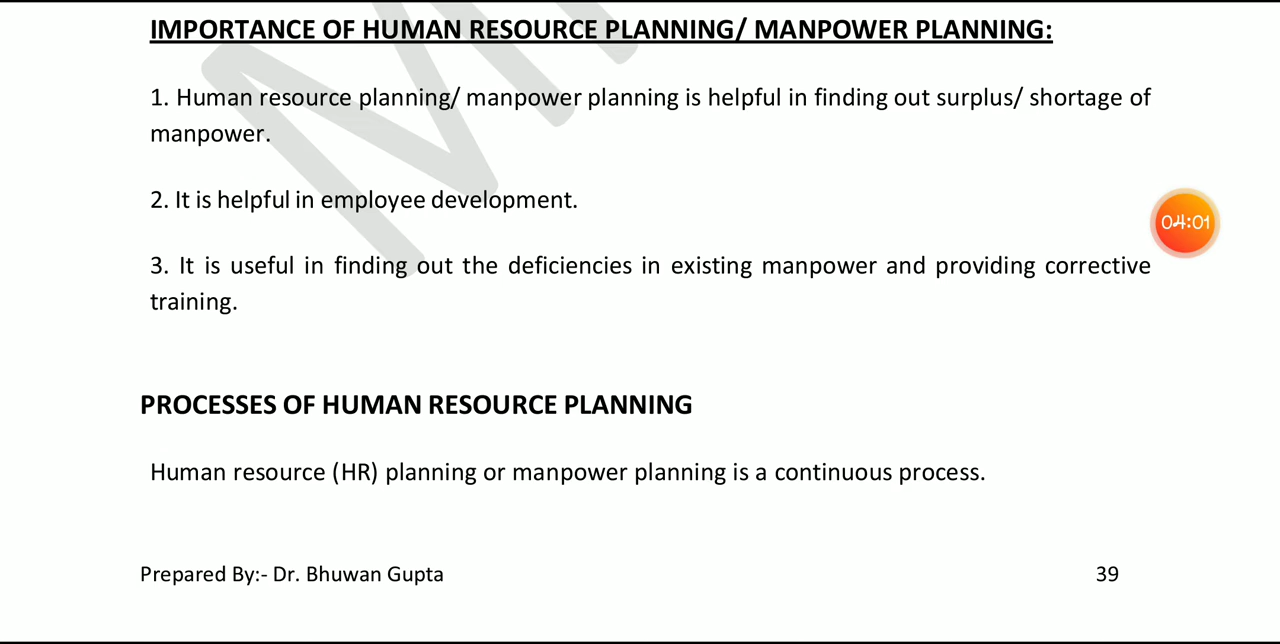 IMPORTANCE OF HUMAN RESOURCE PLANNING/ MANPOWER PLANNING:
1. Human resource planning/ manpower planning is helpful in finding out surplus/ shortage of
manpower.
2. It is helpful in employee development.
04:01
3. It is useful in finding out the deficiencies in existing manpower and providing corrective
training.
PROCESSES OF HUMAN RESOURCE PLANNING
Human resource (HR) planning or manpower planning is a continuous process.
Prepared By:- Dr. Bhuwan Gupta 39